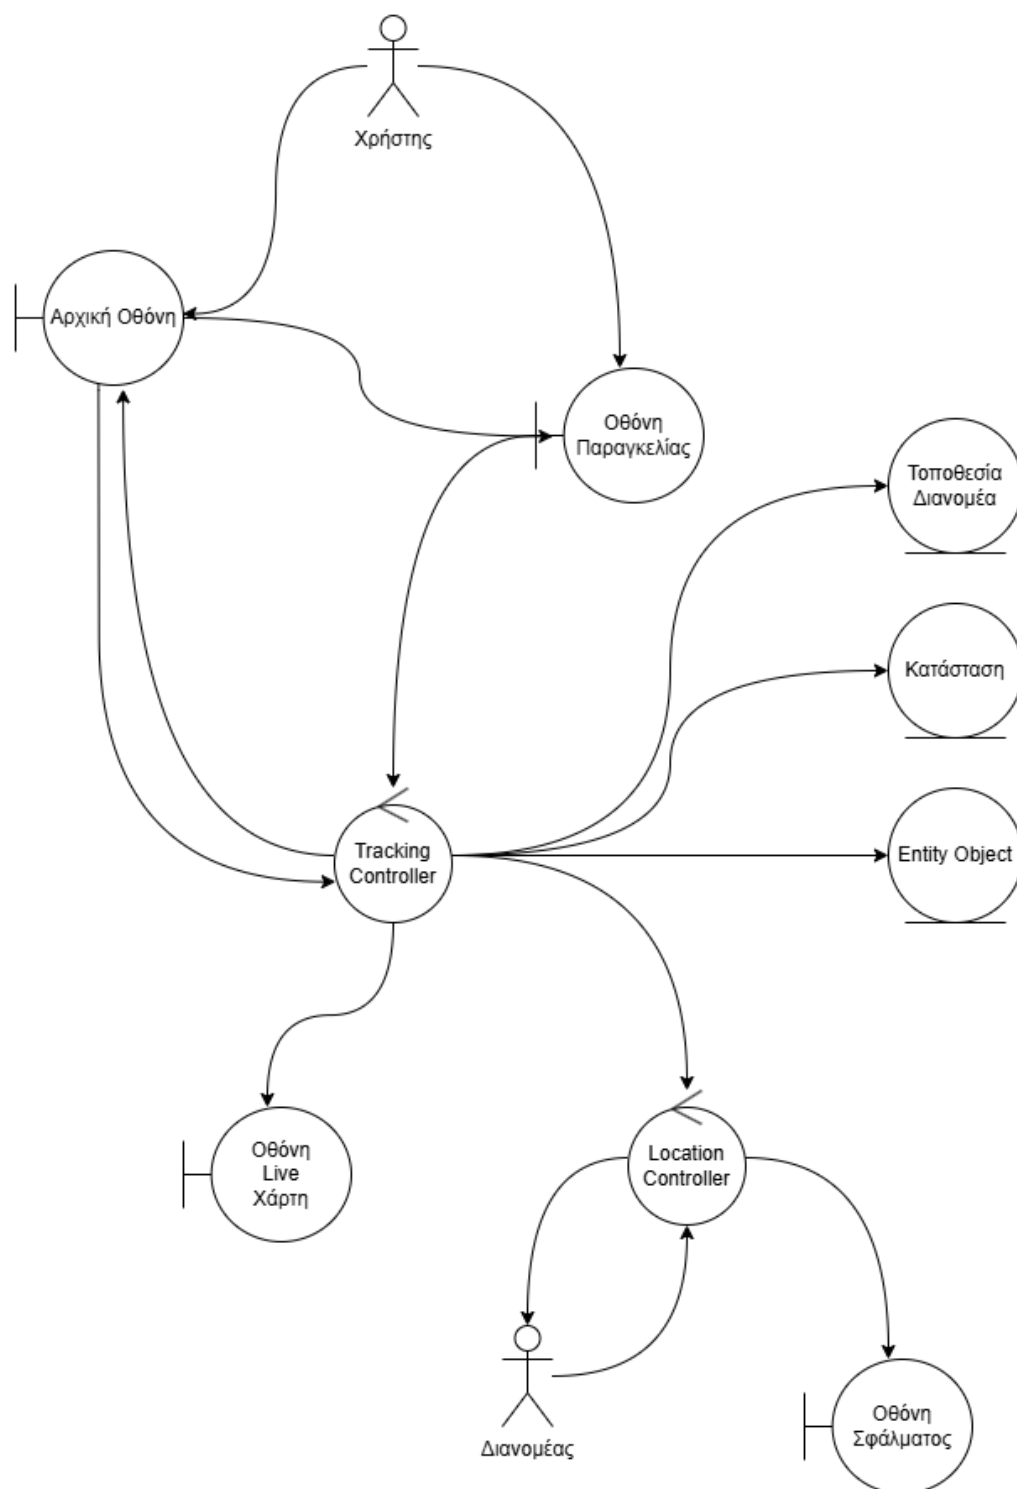 Χρήστης
Αρχική Οθόνη
Οθόνη
Παραγκελίας
Τοποθεσία
Διανομέα
Κατάσταση
Tracking
Controller
Entity Object
Οθόνη
Live
Χάρτη
Location
Controller
Διανομέας
Οθόνη
Σφάλματος